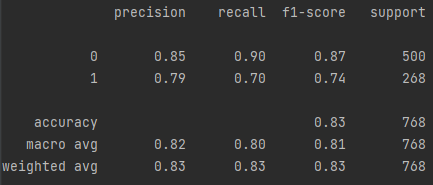 precision recall f1-score support
0 0.85 0.90 0.87 500
1 0.79 0.70 0.74 268
accuracy 0.83 768
macro avg 0.82 0.80 0.81 768
weighted avg 0.83 0.83 0.83 768